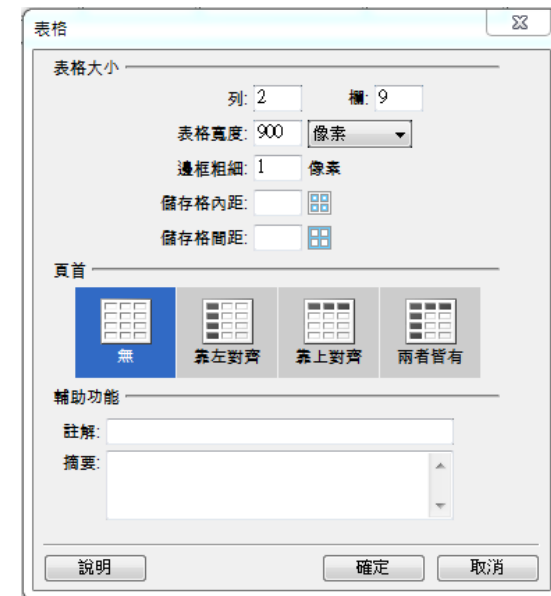 表格
表格大小
列: 2 欄: 9
表格寬度: 900 像素
邊框粗細: 1 像素
儲存格內距:
儲存格間距:
頁首
無 靠左對齊 靠上對齊 兩者皆有
輔助功能
註解:
摘要:
說明 確定 取消